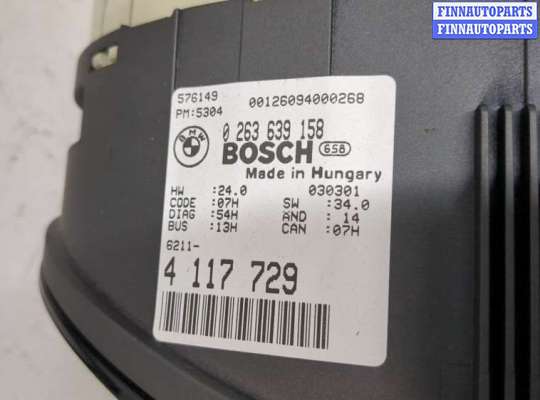 FINNAUTOPARTS
FINNAUTOPARTS
576149 00126094000268
PM:5304
BMW 0 263 639 158
BOSCH 658
Made in Hungary
HW :24.0 030301
CODE :07H SW :34.0
DIAG :54H AND : 14
BUS :13H CAN :07H
6211-
4 117 729